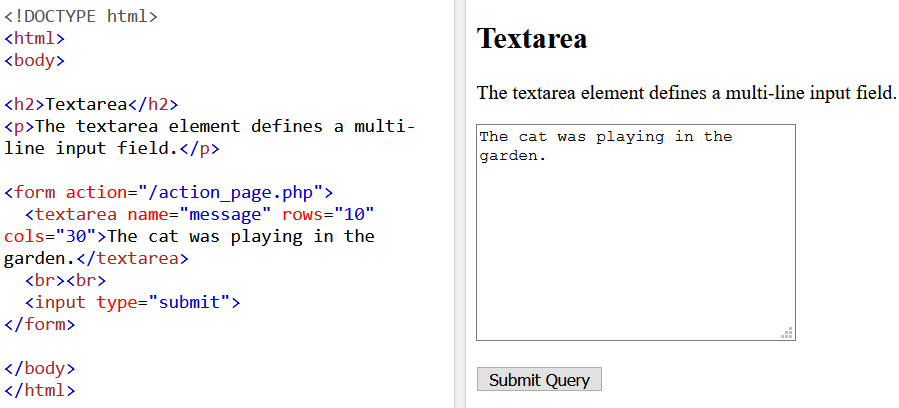 <!DOCTYPE html>
<html>
<body>
<h2>Textarea</h2>
<p>The textarea element defines a multi-
line input field.</p>
<form action="/action_page.php">
<textarea name="message" rows="10"
cols="30">The cat was playing in the
garden.</textarea>
<br><br>
<input type="submit">
</form>
</body>
</html>
Textarea
The textarea element defines a multi-line input field.
The cat was playing in the
garden.
Submit Query